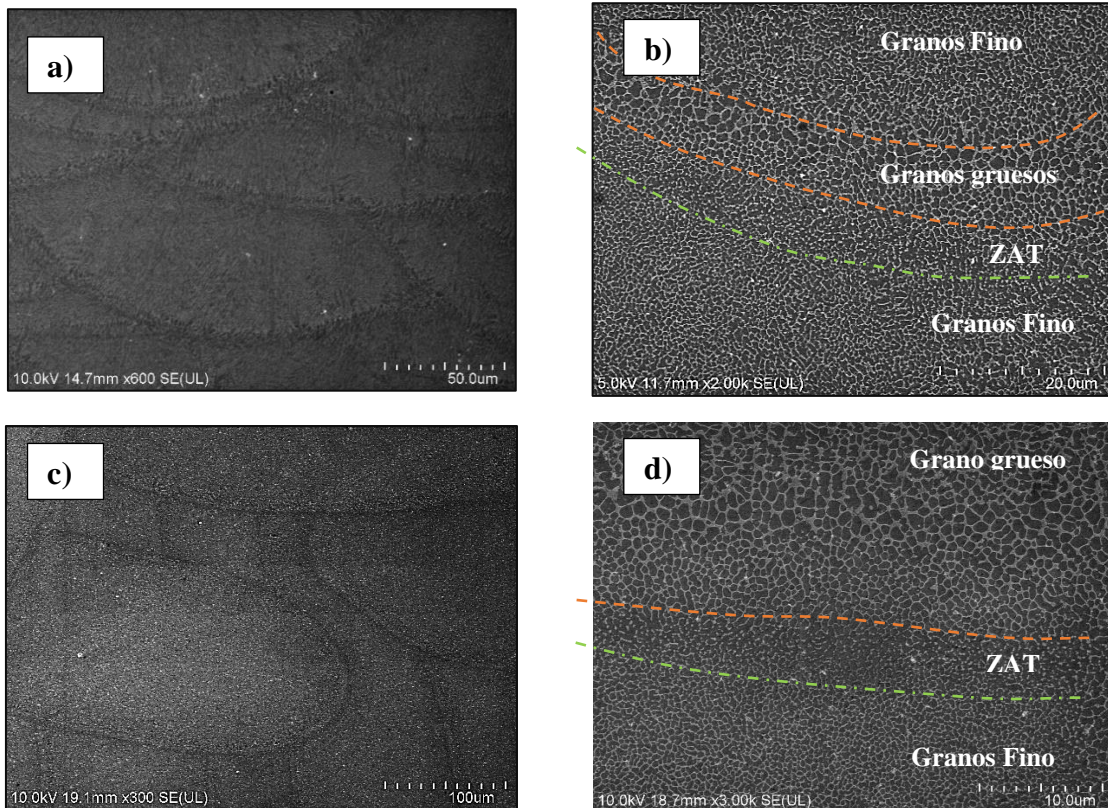 a)
50.0um
10.0kV 14.7mm x600 SE(UL)
b)
Granos Fino
Granos gruesos
ZAT
Granos Fino
5.0kV 11.7mm x2.00k SE(UL)
20.0um
c)
10.0kV 19.1mm x300 SE(UL)
100um
d)
Grano grueso
ZAT
Granos Fino
10.0kV 18.7mm x3.00k SE(UL)
10.0um